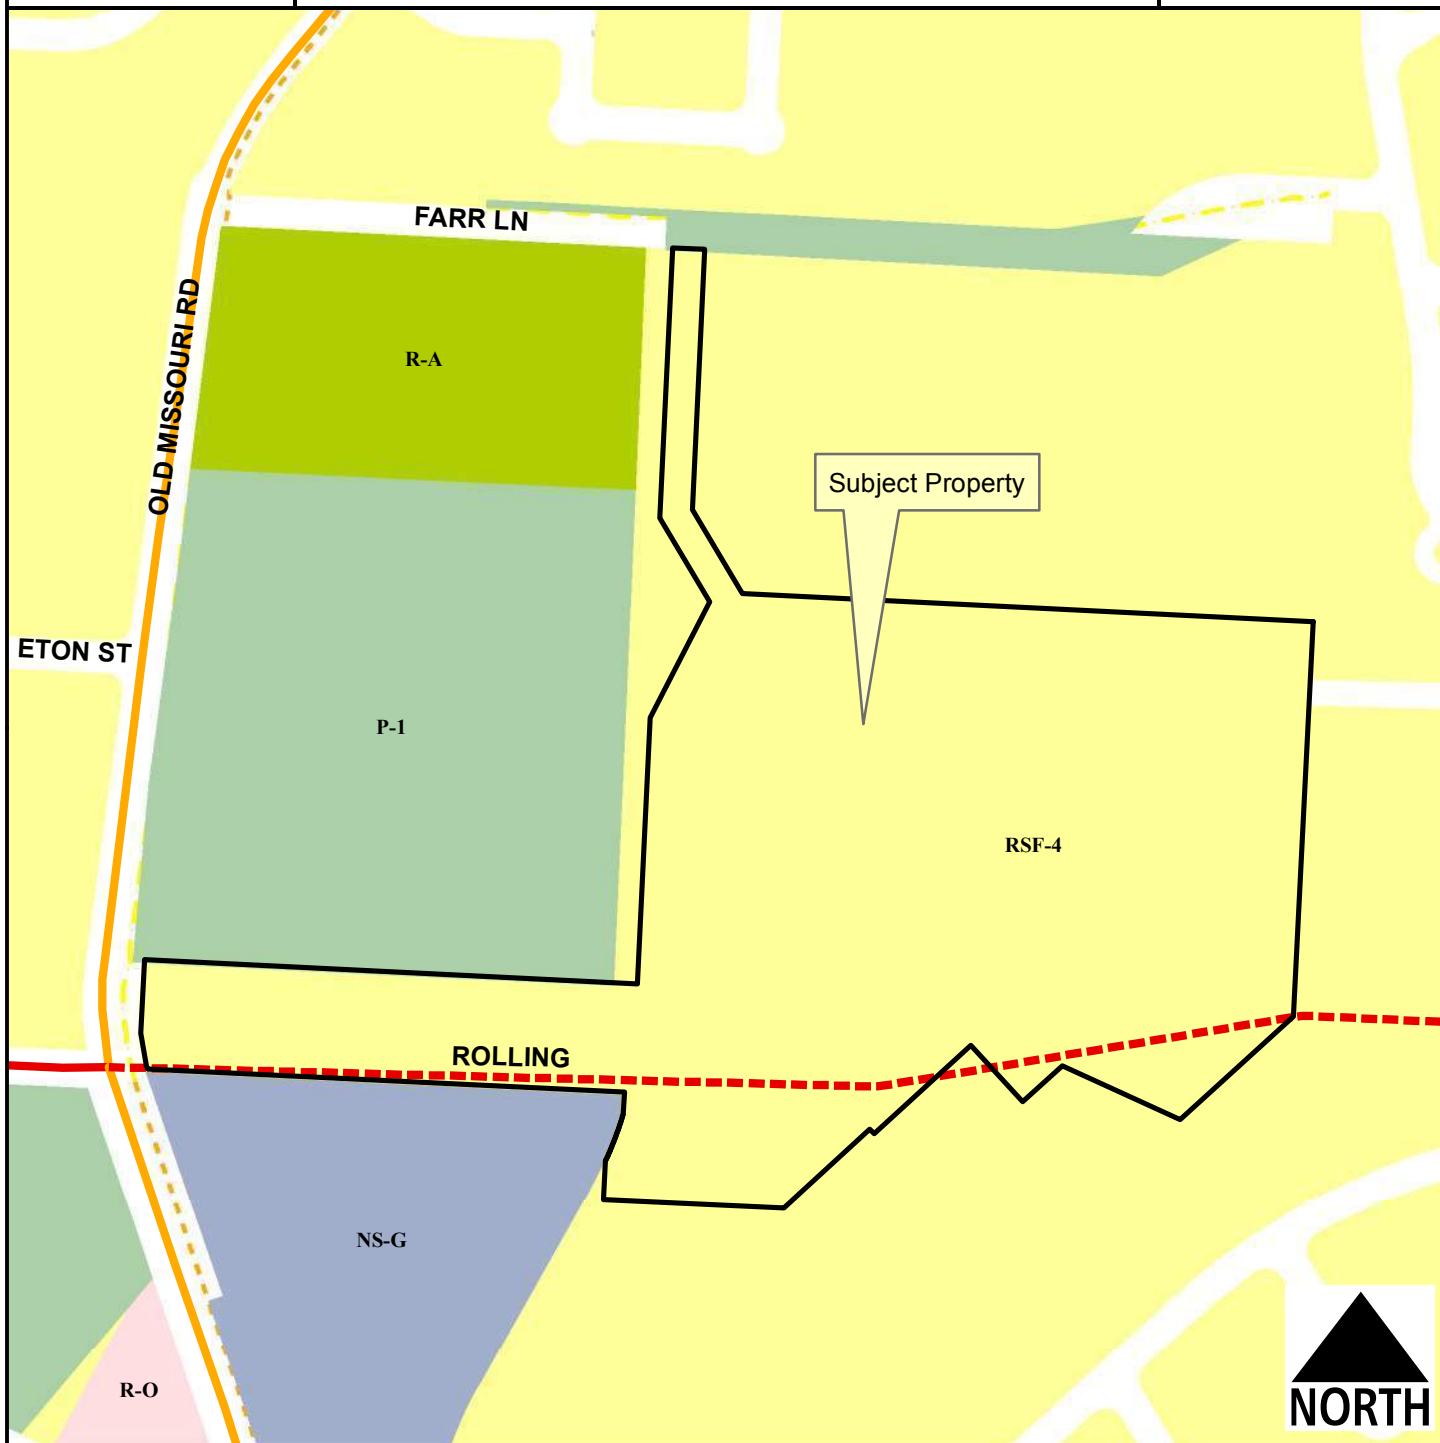 FARR LN
OLD MISSOURI RD
R-A
Subject Property
ETON ST
P-1
RSF-4
ROLLING
NS-G
R-O
NORTH